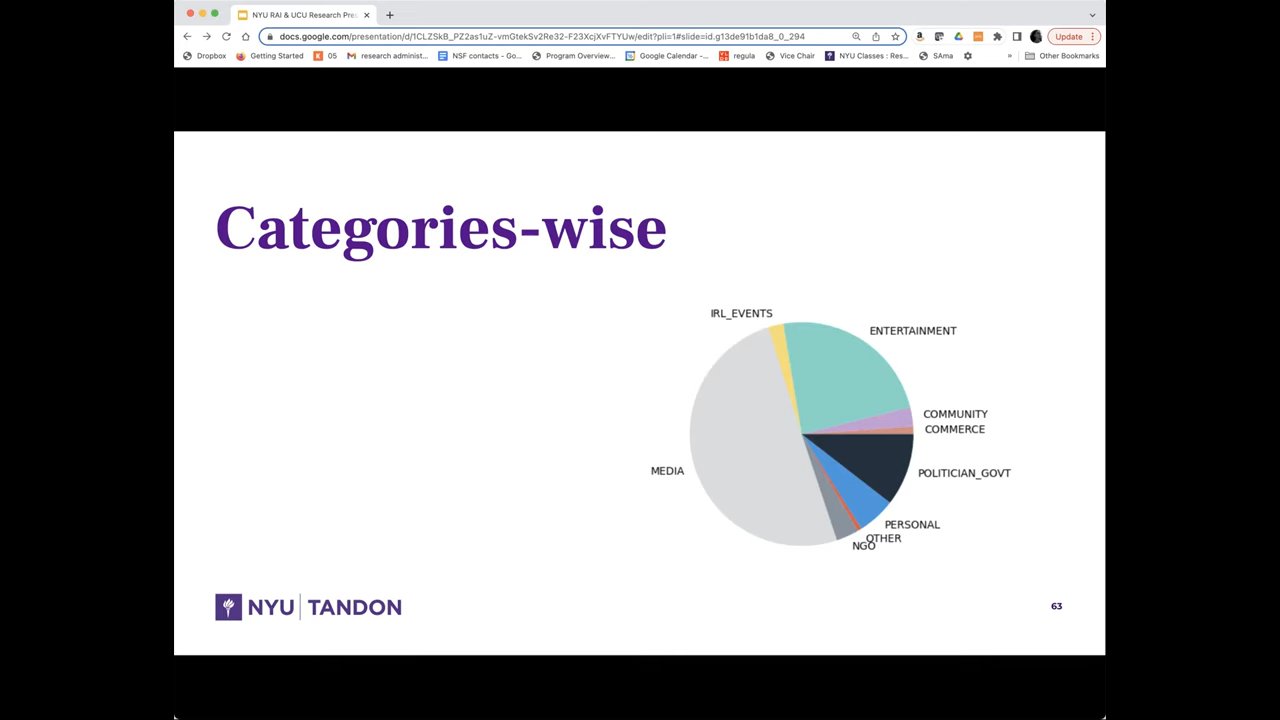 NYU RAI & UCU Research Pres
docs.google.com/presentation/d/1CLZSkB_PZ2as1uZ-vmGtekSv2Re32-F23XcjXvFTYUw/edit?pli=1#slide=id.g13de91b1da8_0_294
Update
Dropbox Getting Started 05 research administ... NSF contacts - Go... Program Overview... Google Calendar -... regula Vice Chair NYU Classes : Res... SAma » Other Bookmarks
Categories-wise
IRL_EVENTS
ENTERTAINMENT
COMMUNITY
COMMERCE
MEDIA
POLITICIAN_GOVT
PERSONAL
OTHER
NGO
NYU TANDON
63